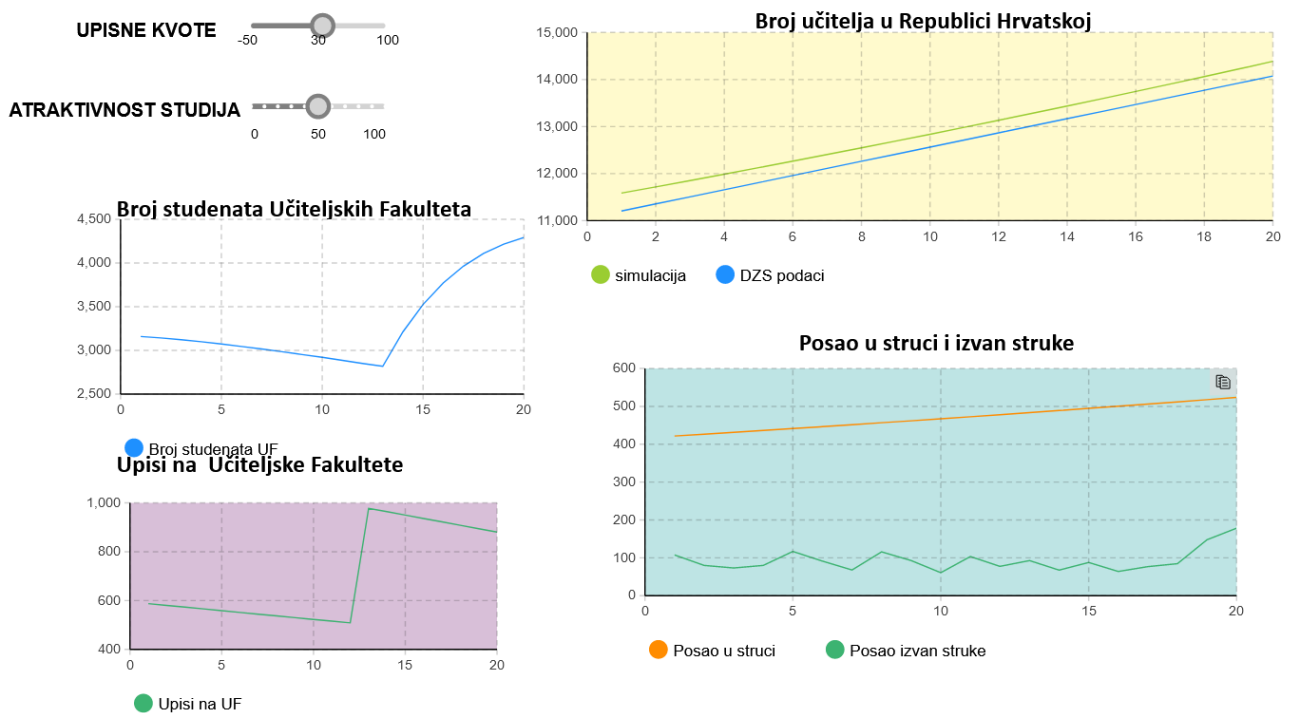 UPISNE KVOTE
-50 30 100
ATRAKTIVNOST STUDIJA
0 50 100
Broj učitelja u Republici Hrvatskoj
15,000
14,000
13,000
12,000
11,000
0 2 4 6 8 10 12 14 16 18 20
simulacija DZS podaci
Broj studenata Učiteljskih Fakulteta
4,500
4,000
3,500
3,000
2,500
0 5 10 15 20
Broj studenata UF
Upisi na Učiteljske Fakultete
1,000
800
600
400
0 5 10 15 20
Upisi na UF
Posao u struci i izvan struke
600
500
400
300
200
100
0
0 5 10 15 20
Posao u struci Posao izvan struke